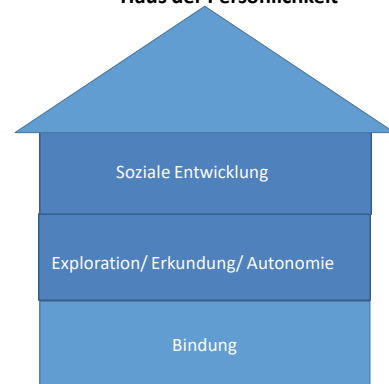 Haus der Persönlichkeit
Soziale Entwicklung
Exploration/ Erkundung/ Autonomie
Bindung